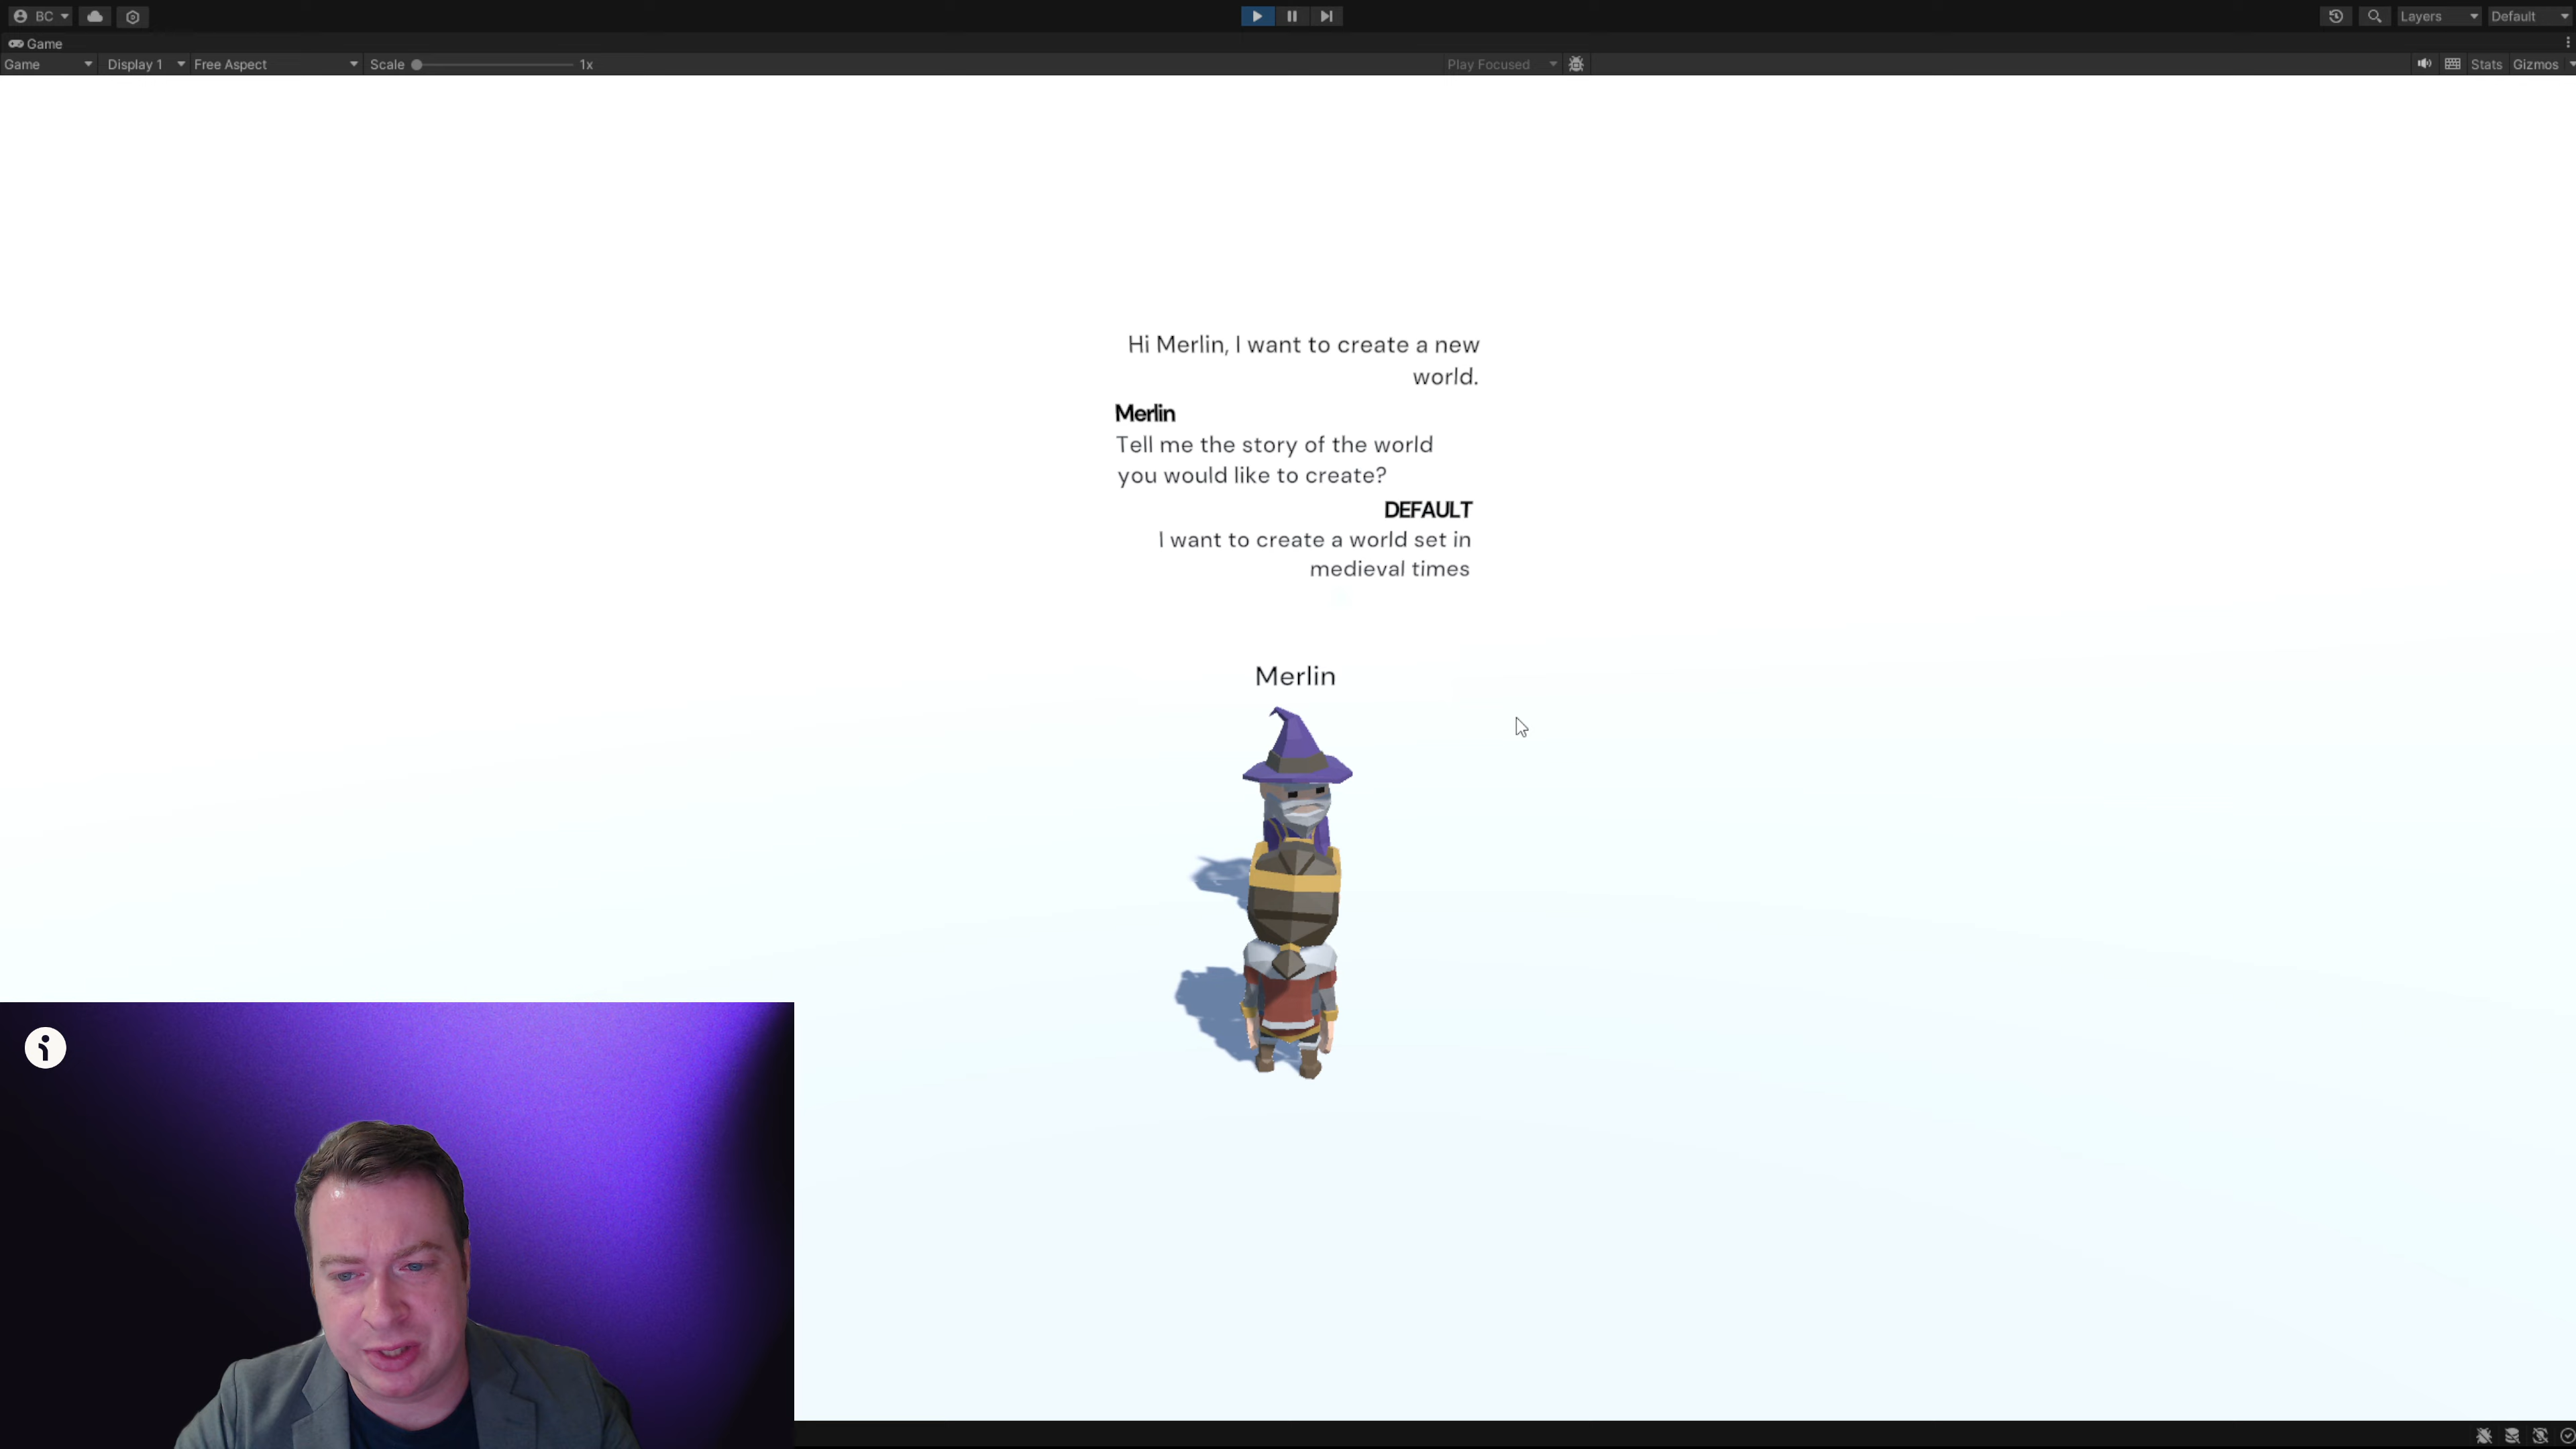 BC
Layers
Default
Game
Game
Display 1
Free Aspect
Scale
1x
Play Focused
Stats
Gizmos
Hi Merlin, I want to create a new
world.
Merlin
Tell me the story of the world
you would like to create?
DEFAULT
I want to create a world set in
medieval times
Merlin